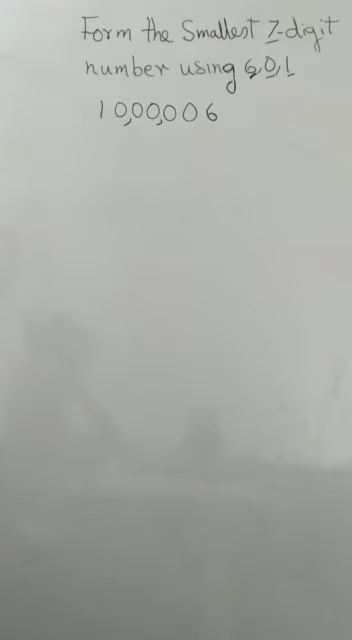 Form the Smallest 7-digit
number using 6,0,1
10,00,006